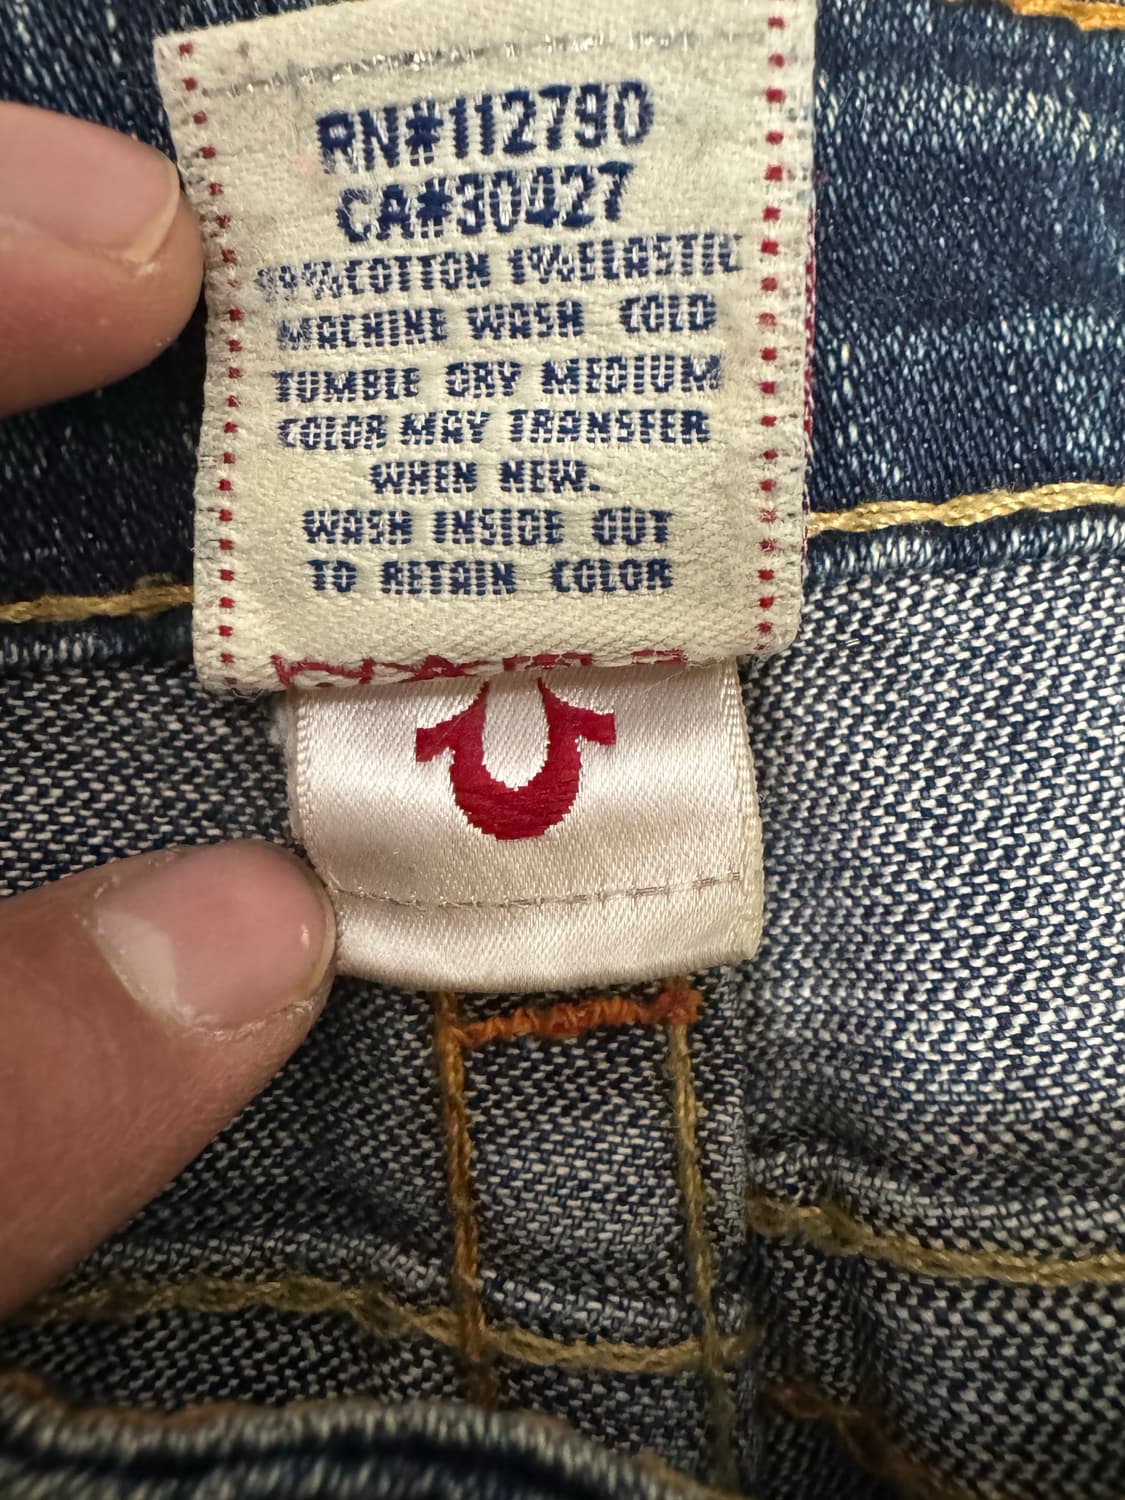 RN#112790
CA#30427
99%COTTON 1%ELASTIC
MACHINE WASH COLD
TUMBLE DRY MEDIUM
COLOR MAY TRANSFER
WHEN NEW.
WASH INSIDE OUT
TO RETAIN COLOR